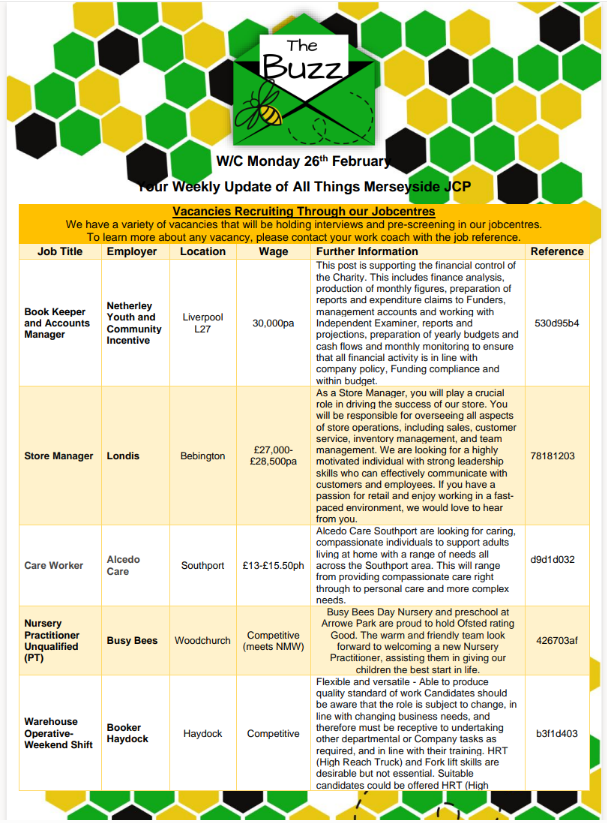 The
Buzz
W/C Monday 26th February
Your Weekly Update of All Things Merseyside JCP
Vacancies Recruiting Through our Jobcentres
We have a variety of vacancies that will be holding interviews and pre-screening in our jobcentres.
To learn more about any vacancy, please contact your work coach with the job reference.
Job Title Employer Location Wage Further Information Reference
Book Keeper
and Accounts
Manager
Netherley
Youth and
Community
Incentive
Liverpool
L27
30,000pa
This post is supporting the financial control of
the Charity. This includes finance analysis,
production of monthly figures, preparation of
reports and expenditure claims to Funders,
management accounts and working with
Independent Examiner, reports and
projections, preparation of yearly budgets and
cash flows and monthly monitoring to ensure
that all financial activity is in line with
company policy, Funding compliance and
within budget.
530d95b4
Store Manager
Londis
Bebington
£27,000-
£28,500pa
As a Store Manager, you will play a crucial
role in driving the success of our store. You
will be responsible for overseeing all aspects
of store operations, including sales, customer
service, inventory management, and team
management. We are looking for a highly
motivated individual with strong leadership
skills who can effectively communicate with
customers and employees. If you have a
passion for retail and enjoy working in a fast-
paced environment, we would love to hear
from you.
78181203
Care Worker
Alcedo
Care
Southport
£13-£15.50ph
Alcedo Care Southport are looking for caring,
compassionate individuals to support adults
living at home with a range of needs all
across the Southport area. This will range
from providing compassionate care right
through to personal care and more complex
needs.
d9d1d032
Nursery
Practitioner
Unqualified
(PT)
Busy Bees
Woodchurch
Competitive
(meets NMW)
Busy Bees Day Nursery and preschool at
Arrowe Park are proud to hold Ofsted rating
Good. The warm and friendly team look
forward to welcoming a new Nursery
Practitioner, assisting them in giving our
children the best start in life.
426703af
Warehouse
Operative-
Weekend Shift
Booker
Haydock
Haydock
Competitive
Flexible and versatile - Able to produce
quality standard of work Candidates should
be aware that the role is subject to change, in
line with changing business needs, and
therefore must be receptive to undertaking
other departmental or Company tasks as
required, and in line with their training. HRT
(High Reach Truck) and Fork lift skills are
desirable but not essential. Suitable
candidates could be offered HRT (High
b3f1d403